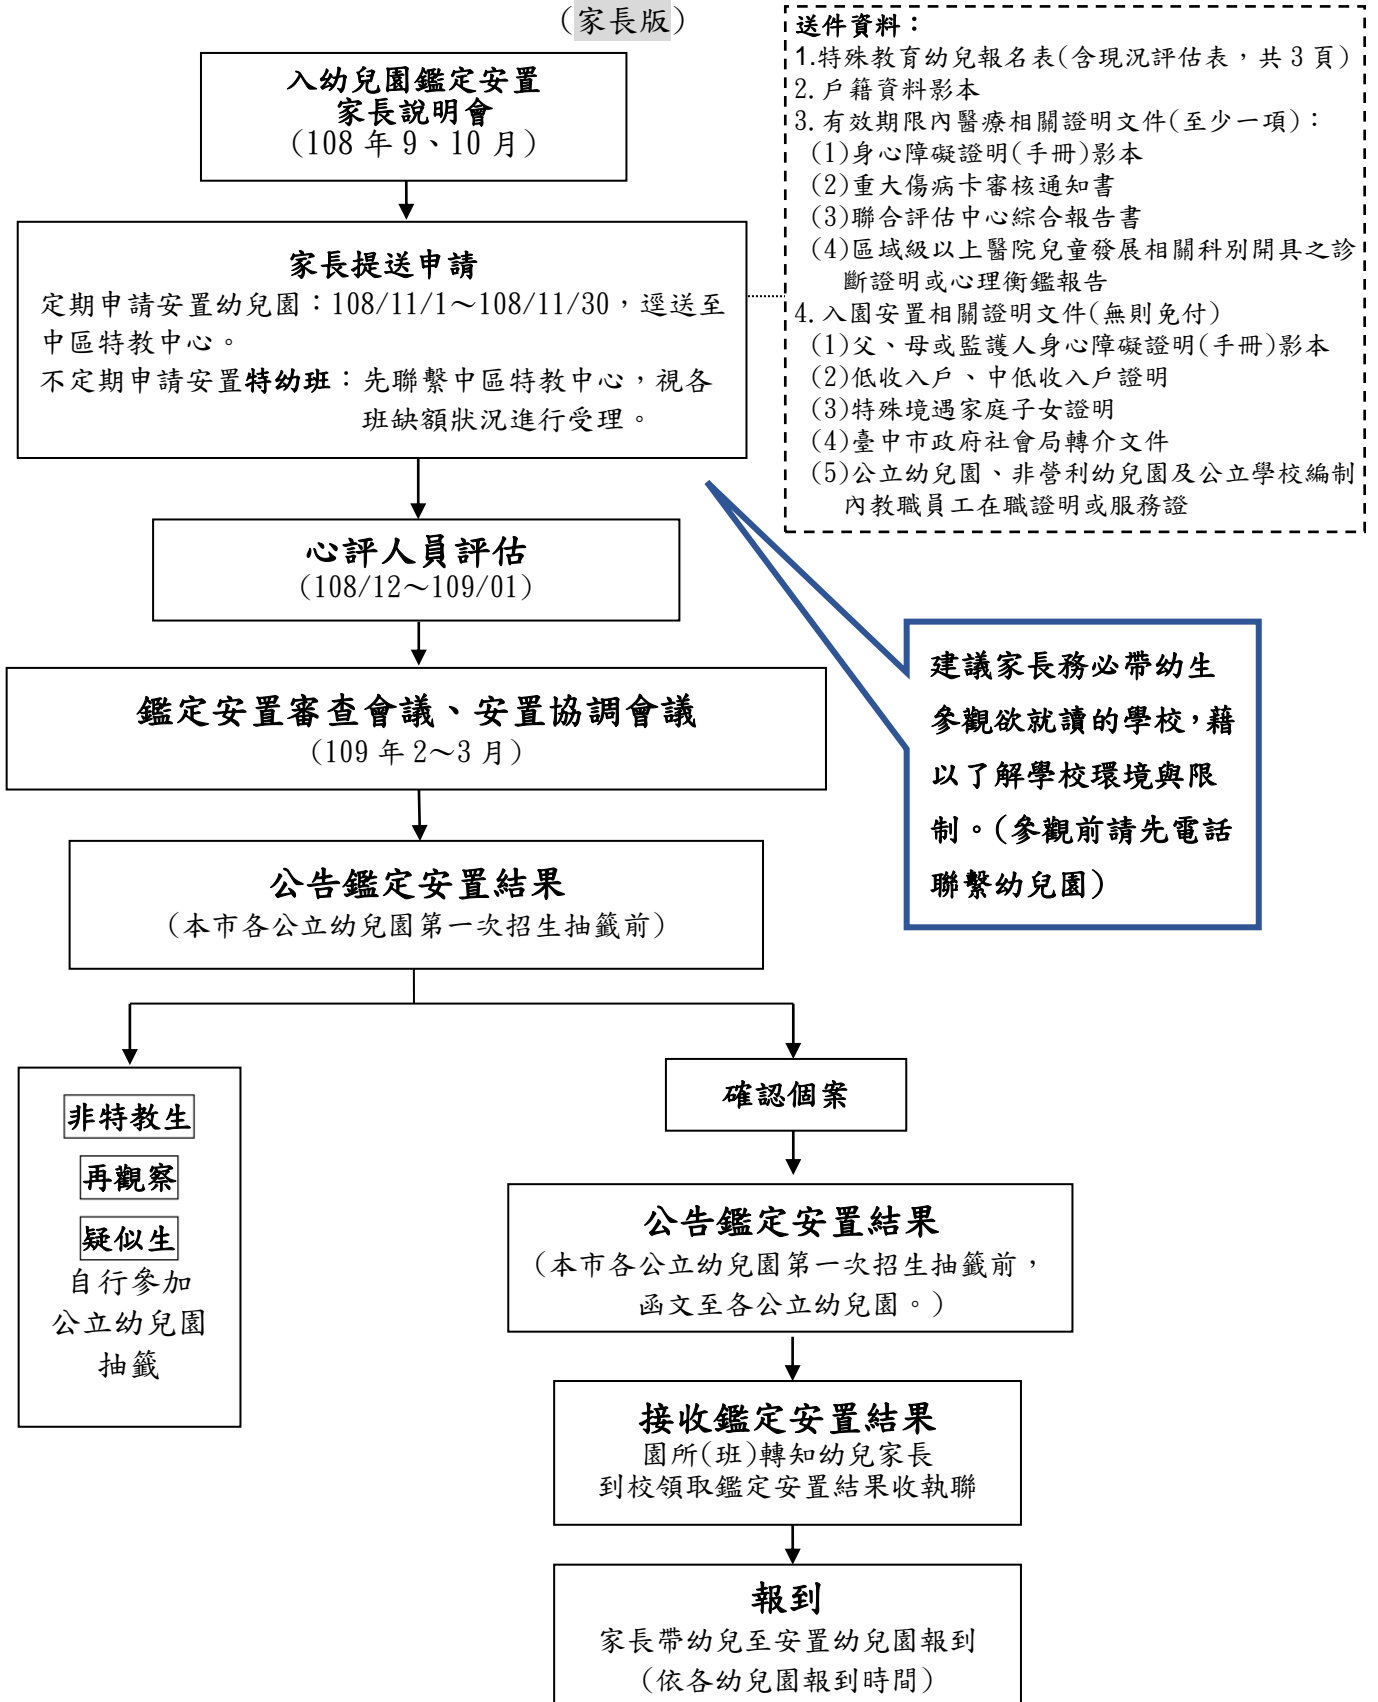 (家長版)
入幼兒園鑑定安置
家長說明會
(108 年 9、10 月)
送件資料：
1.特殊教育幼兒報名表(含現況評估表，共 3 頁)
2.戶籍資料影本
3.有效期限內醫療相關證明文件(至少一項)：
(1)身心障礙證明(手冊)影本
(2)重大傷病卡審核通知書
(3)聯合評估中心綜合報告書
(4)區域級以上醫院兒童發展相關科別開具之診
斷證明或心理衡鑑報告
4.入園安置相關證明文件(無則免付)
(1)父、母或監護人身心障礙證明(手冊)影本
(2)低收入戶、中低收入戶證明
(3)特殊境遇家庭子女證明
(4)臺中市政府社會局轉介文件
(5)公立幼兒園、非營利幼兒園及公立學校編制
內教職員工在職證明或服務證
家長提送申請
定期申請安置幼兒園：108/11/1～108/11/30，逕送至
中區特教中心。
不定期申請安置特幼班：先聯繫中區特教中心，視各
班缺額狀況進行受理。
心評人員評估
(108/12～109/01)
建議家長務必帶幼生
參觀欲就讀的學校，藉
以了解學校環境與限
制。(參觀前請先電話
聯繫幼兒園)
鑑定安置審查會議、安置協調會議
(109 年 2～3 月)
公告鑑定安置結果
(本市各公立幼兒園第一次招生抽籤前)
非特教生
再觀察
疑似生
自行參加
公立幼兒園
抽籤
確認個案
公告鑑定安置結果
(本市各公立幼兒園第一次招生抽籤前，
函文至各公立幼兒園。)
接收鑑定安置結果
園所(班)轉知幼兒家長
到校領取鑑定安置結果收執聯
報到
家長帶幼兒至安置幼兒園報到
(依各幼兒園報到時間)